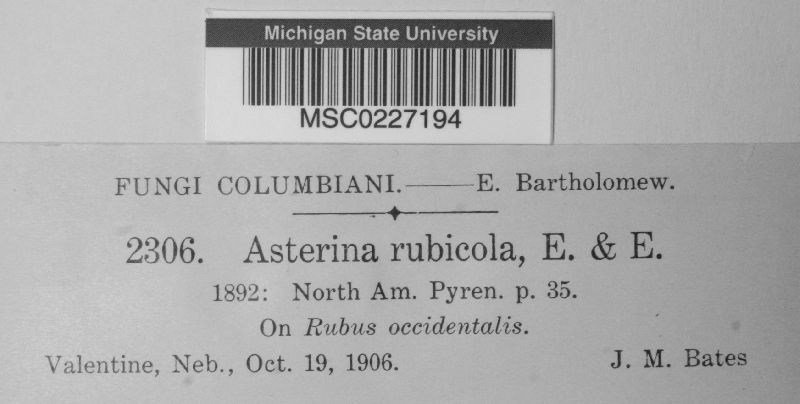 Michigan State University
MSC0227194
FUNGI COLUMBIANI.——E. Bartholomew.
2306. Asterina rubicola, E. & E.
1892: North Am. Pyren. p. 35.
On Rubus occidentalis.
Valentine, Neb., Oct. 19, 1906. J. M. Bates